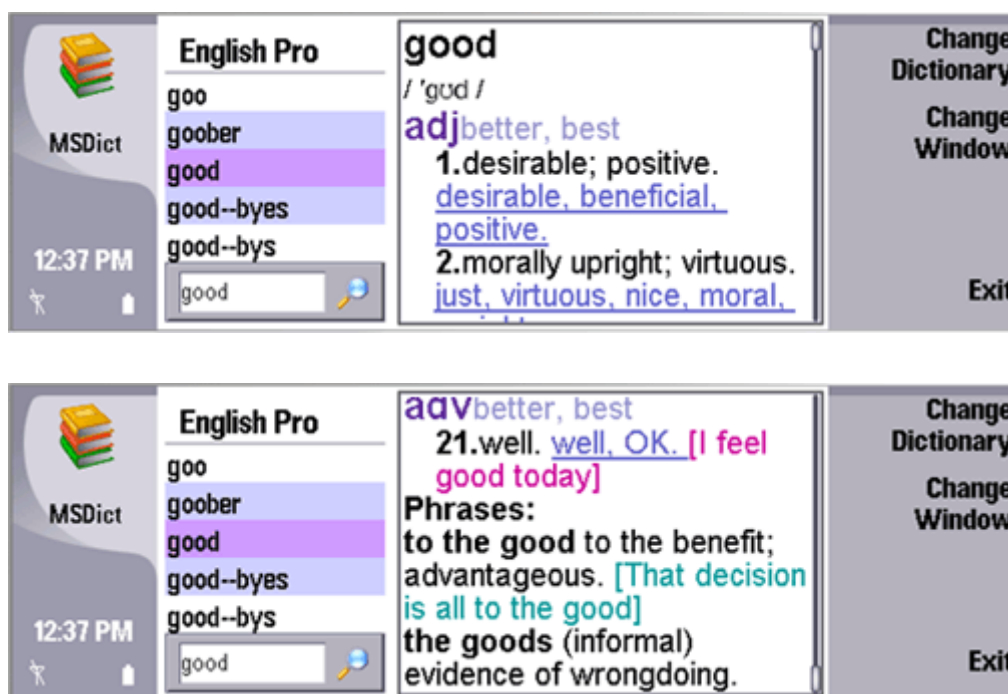 MSDict
12:37 PM
English Pro
goo
goober
good
good--byes
good--bys
good
good
/ 'gʊd /
adjbetter, best
1.desirable; positive.
desirable, beneficial,
positive.
2.morally upright; virtuous.
just, virtuous, nice, moral,
Change
Dictionary
Change
Window
Exit
MSDict
12:37 PM
English Pro
goo
goober
good
good--byes
good--bys
good
advbetter, best
21.well. well, OK. [I feel
good today]
Phrases:
to the good to the benefit;
advantageous. [That decision
is all to the good]
the goods (informal)
evidence of wrongdoing.
Change
Dictionary
Change
Window
Exit